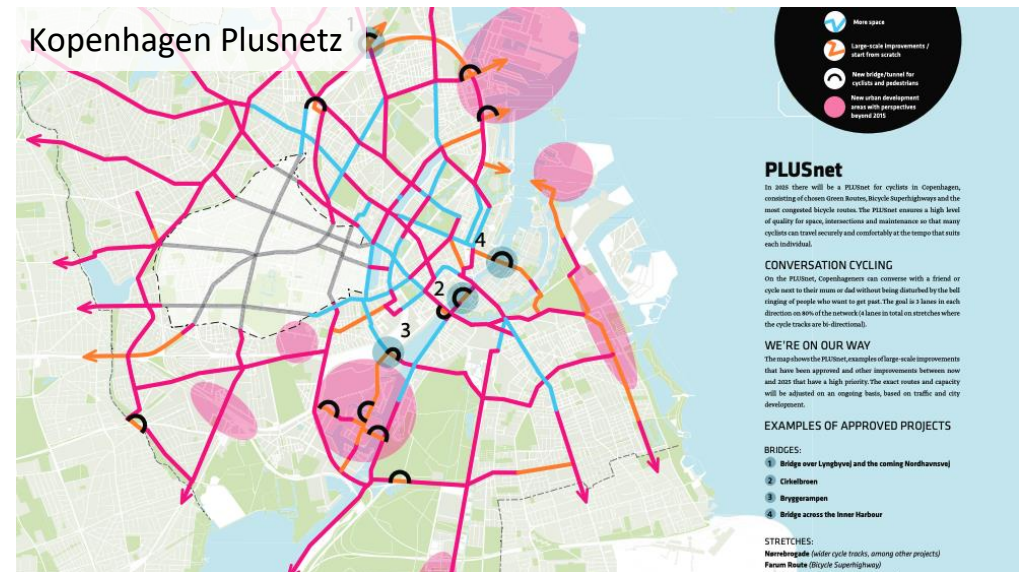 Kopenhagen Plusnetz
1
4
2
3
More space
Large-scale improvements /
start from scratch
New bridge/tunnel for
cyclists and pedestrians
New urban development
areas with perspectives
beyond 2015
PLUSnet
In 2025 there will be a PLUSnet for cyclists in Copenhagen,
consisting of chosen Green Routes, Bicycle Superhighways and the
most congested bicycle routes. The PLUSnet ensures a high level
of quality for space, intersections and maintenance so that many
cyclists can travel securely and comfortably at the tempo that suits
each individual.
CONVERSATION CYCLING
On the PLUSnet, Copenhageners can converse with a friend or
cycle next to their mum or dad without being disturbed by the bell
ringing of people who want to get past. The goal is 3 lanes in each
direction on 80% of the network (4 lanes in total on stretches where
the cycle tracks are bi-directional).
WE'RE ON OUR WAY
The map shows the PLUSnet, examples of large-scale improvements
that have been approved and other improvements between now
and 2025 that have a high priority. The exact routes and capacity
will be adjusted on an ongoing basis, based on traffic and city
development.
EXAMPLES OF APPROVED PROJECTS
BRIDGES:
1 Bridge over Lyngbyvej and the coming Nordhavnsvej
2 Cirkelbroen
3 Bryggerampen
4 Bridge across the Inner Harbour
STRETCHES:
Nørrebrogade (wider cycle tracks, among other projects)
Farum Route (Bicycle Superhighway)